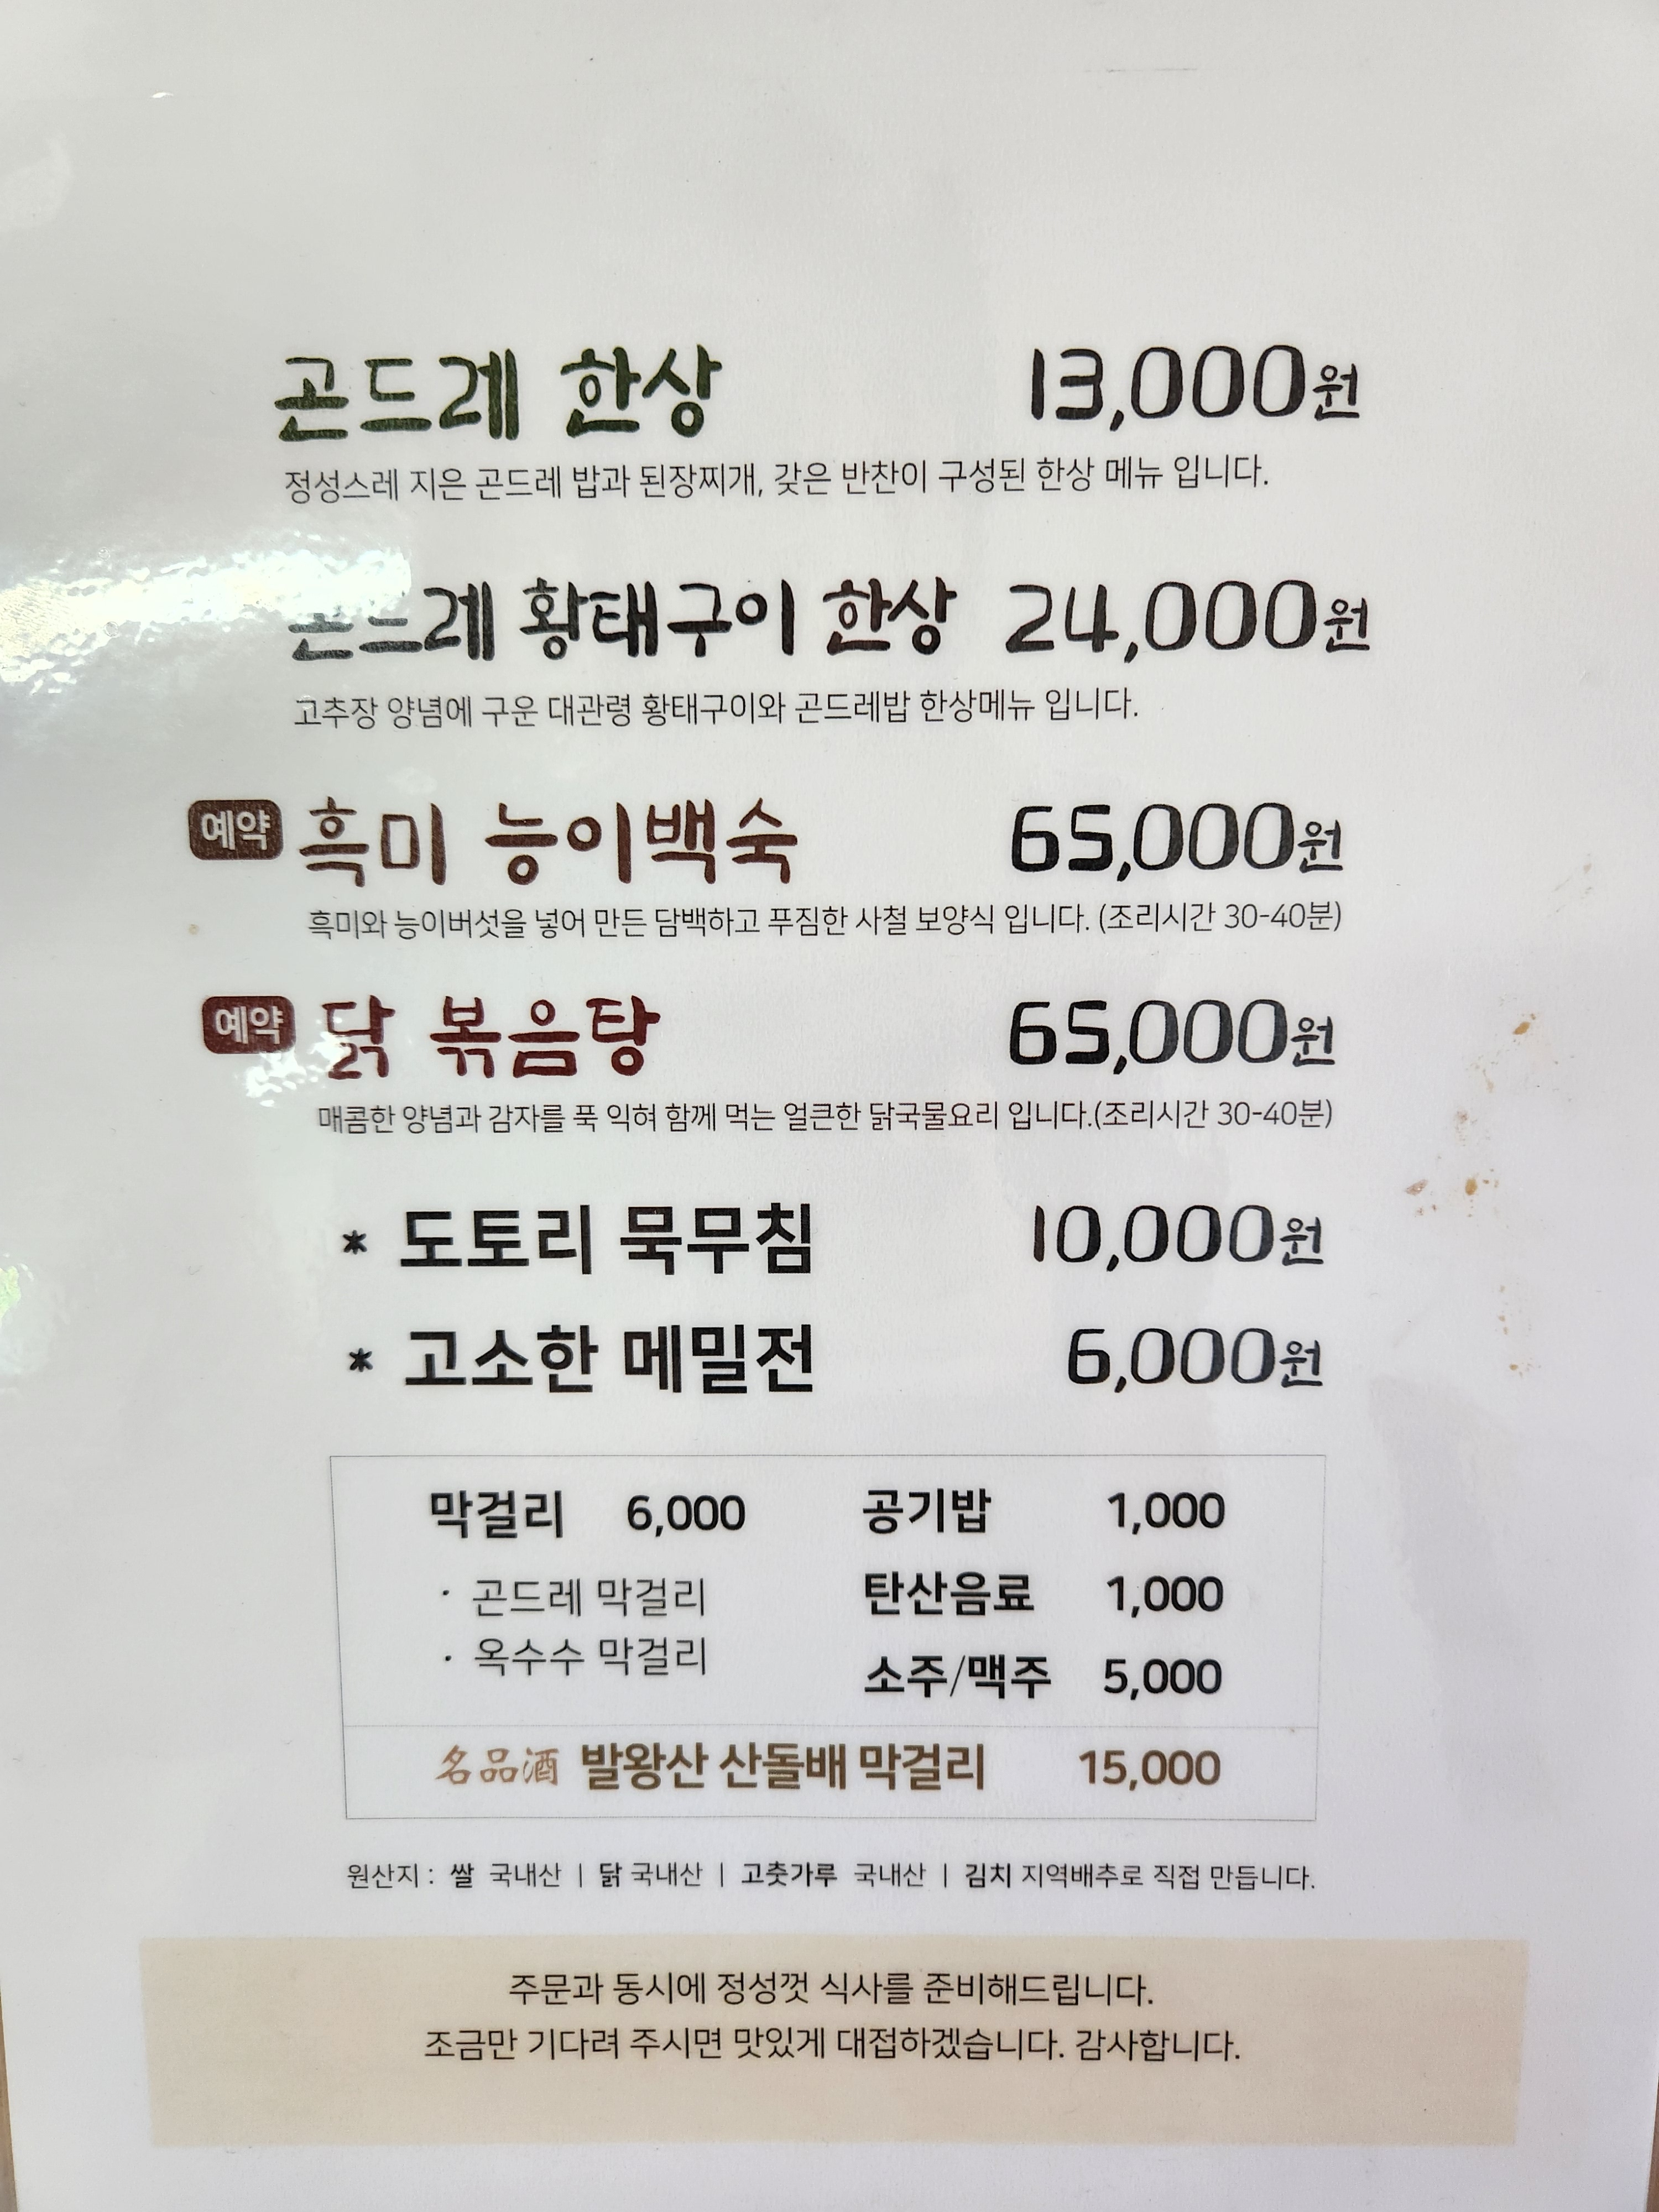 곤드레 한상 13,000원
정성스레 지은 곤드레 밥과 된장찌개, 갖은 반찬이 구성된 한상 메뉴 입니다.
곤드레 황태구이 한상 24,000원
고추장 양념에 구운 대관령 황태구이와 곤드레밥 한상메뉴 입니다.
예약 흑미 능이백숙 65,000원
흑미와 능이버섯을 넣어 만든 담백하고 푸짐한 사철 보양식 입니다. (조리시간 30-40분)
예약 닭 볶음탕 65,000원
매콤한 양념과 감자를 푹 익혀 함께 먹는 얼큰한 닭국물요리 입니다.(조리시간 30-40분)
* 도토리 묵무침 10,000원
* 고소한 메밀전 6,000원
막걸리 6,000 공기밥 1,000
· 곤드레 막걸리 탄산음료 1,000
· 옥수수 막걸리 소주/맥주 5,000
名品酒 발왕산 산돌배 막걸리 15,000
원산지 : 쌀 국내산 | 닭 국내산 | 고춧가루 국내산 | 김치 지역배추로 직접 만듭니다.
주문과 동시에 정성껏 식사를 준비해드립니다.
조금만 기다려 주시면 맛있게 대접하겠습니다. 감사합니다.